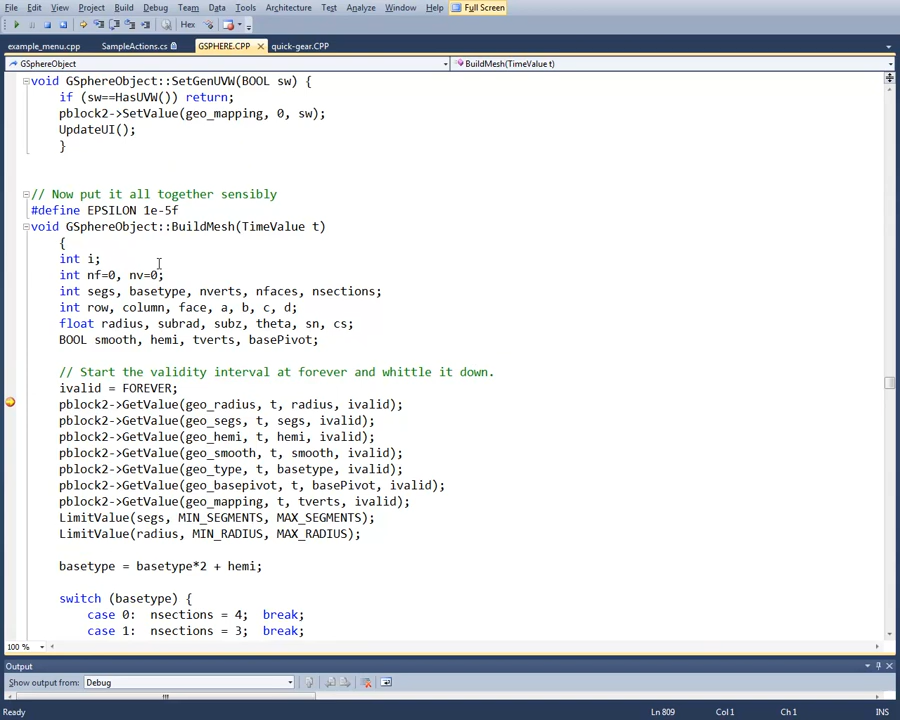 File Edit View Project Build Debug Team Data Tools Architecture Test Analyze Window Help Full Screen
Hex
example_menu.cpp SampleActions.cs GSPHERE.CPP quick-gear.CPP
GSphereObject BuildMesh(TimeValue t)
void GSphereObject::SetGenUVW(BOOL sw) {
if (sw==HasUVW()) return;
pblock2->SetValue(geo_mapping, 0, sw);
UpdateUI();
}
// Now put it all together sensibly
#define EPSILON 1e-5f
void GSphereObject::BuildMesh(TimeValue t)
{
int i;
int nf=0, nv=0;
int segs, basetype, nverts, nfaces, nsections;
int row, column, face, a, b, c, d;
float radius, subrad, subz, theta, sn, cs;
BOOL smooth, hemi, tverts, basePivot;
// Start the validity interval at forever and whittle it down.
ivalid = FOREVER;
pblock2->GetValue(geo_radius, t, radius, ivalid);
pblock2->GetValue(geo_segs, t, segs, ivalid);
pblock2->GetValue(geo_hemi, t, hemi, ivalid);
pblock2->GetValue(geo_smooth, t, smooth, ivalid);
pblock2->GetValue(geo_type, t, basetype, ivalid);
pblock2->GetValue(geo_basepivot, t, basePivot, ivalid);
pblock2->GetValue(geo_mapping, t, tverts, ivalid);
LimitValue(segs, MIN_SEGMENTS, MAX_SEGMENTS);
LimitValue(radius, MIN_RADIUS, MAX_RADIUS);
basetype = basetype*2 + hemi;
switch (basetype) {
case 0: nsections = 4; break;
case 1: nsections = 3; break;
100 %
Output
Show output from: Debug
Ready Ln 809 Col 1 Ch 1 INS